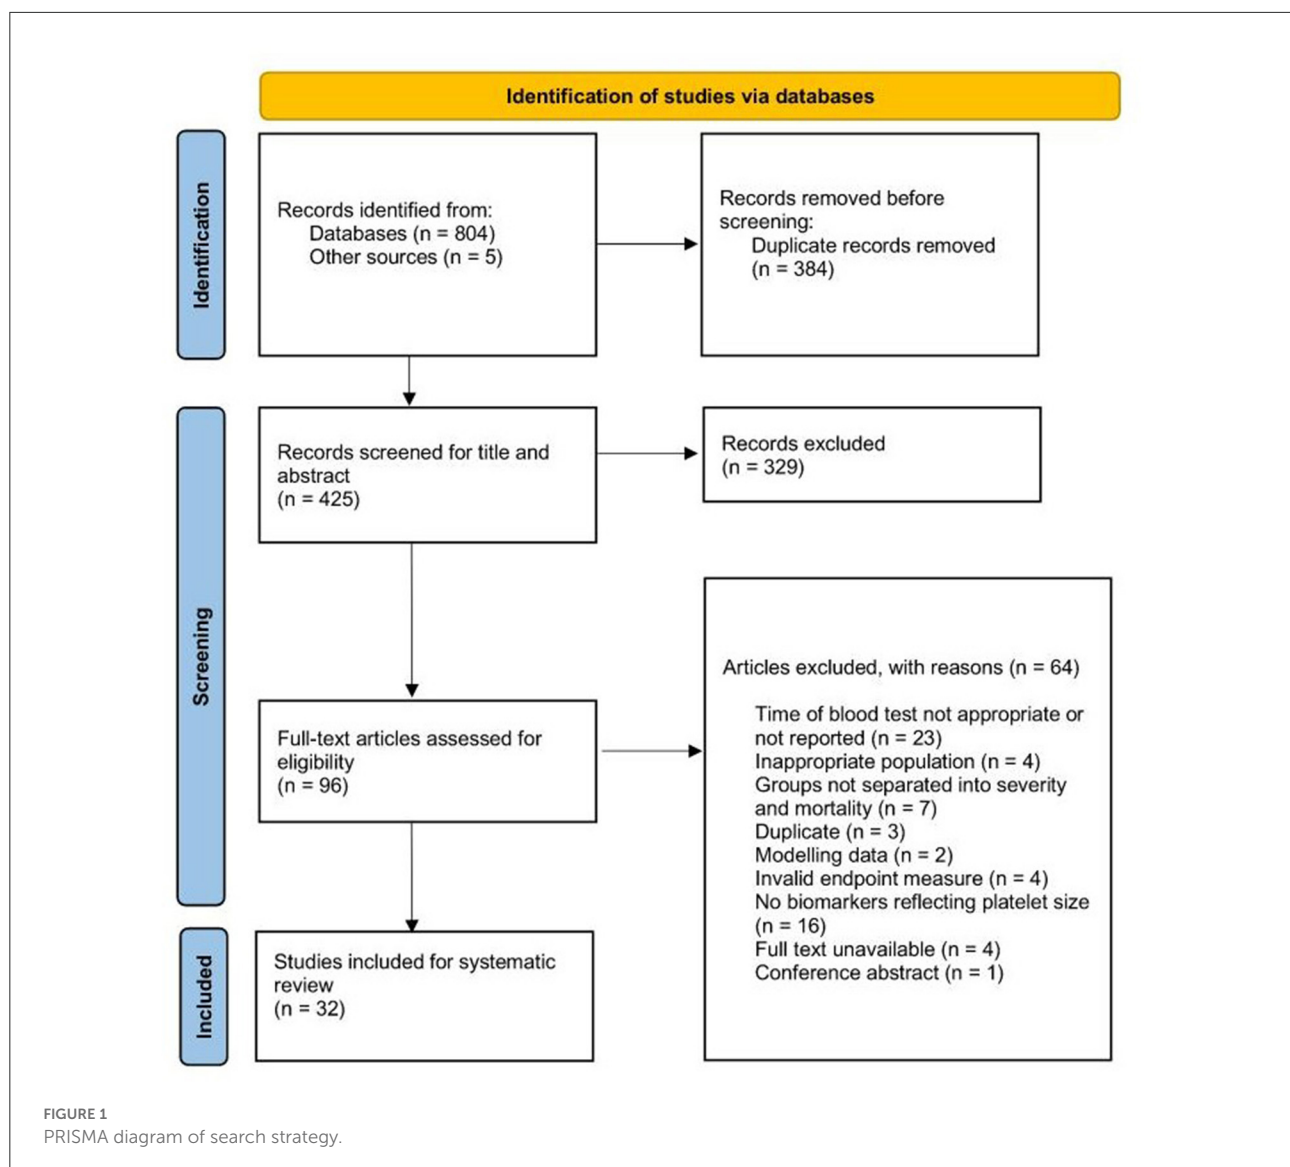 Identification of studies via databases
Identification
Records identified from:
Databases (n = 804)
Other sources (n = 5)
Records removed before
screening:
Duplicate records removed
(n = 384)
Screening
Records screened for title and
abstract
(n = 425)
Records excluded
(n = 329)
Full-text articles assessed for
eligibility
(n = 96)
Articles excluded, with reasons (n = 64)
Time of blood test not appropriate or
not reported (n = 23)
Inappropriate population (n = 4)
Groups not separated into severity
and mortality (n = 7)
Duplicate (n = 3)
Modelling data (n = 2)
Invalid endpoint measure (n = 4)
No biomarkers reflecting platelet size
(n = 16)
Full text unavailable (n = 4)
Conference abstract (n = 1)
Included
Studies included for systematic
review
(n = 32)
FIGURE 1
PRISMA diagram of search strategy.